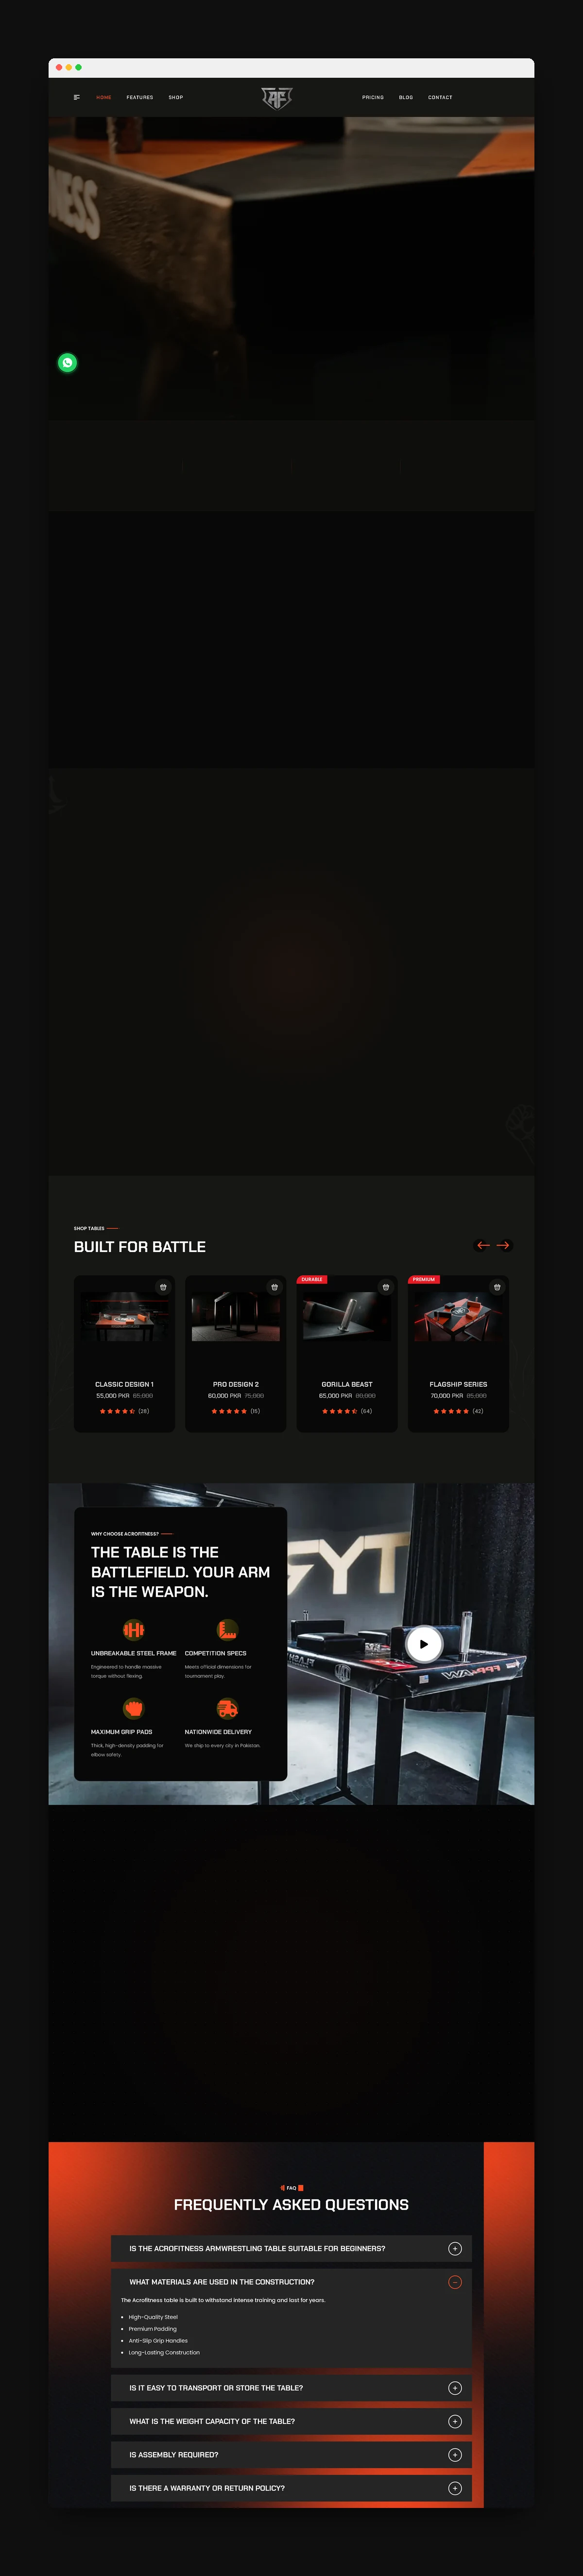 HOME
FEATURES
SHOP
AF
PRICING
BLOG
CONTACT
NESS
SHOP TABLES
BUILT FOR BATTLE
DURABLE
PREMIUM
CLASSIC DESIGN 1
55,000 PKR 65,000
(28)
PRO DESIGN 2
60,000 PKR 75,000
(15)
GORILLA BEAST
65,000 PKR 80,000
(64)
FLAGSHIP SERIES
70,000 PKR 85,000
(42)
WHY CHOOSE ACROFITNESS?
THE TABLE IS THE
BATTLEFIELD. YOUR ARM
IS THE WEAPON.
UNBREAKABLE STEEL FRAME
Engineered to handle massive
torque without flexing.
COMPETITION SPECS
Meets official dimensions for
tournament play.
MAXIMUM GRIP PADS
Thick, high-density padding for
elbow safety.
NATIONWIDE DELIVERY
We ship to every city in Pakistan.
GYT
FAQ
FREQUENTLY ASKED QUESTIONS
IS THE ACROFITNESS ARMWRESTLING TABLE SUITABLE FOR BEGINNERS?
WHAT MATERIALS ARE USED IN THE CONSTRUCTION?
The Acrofitness table is built to withstand intense training and last for years.
High-Quality Steel
Premium Padding
Anti-Slip Grip Handles
Long-Lasting Construction
IS IT EASY TO TRANSPORT OR STORE THE TABLE?
WHAT IS THE WEIGHT CAPACITY OF THE TABLE?
IS ASSEMBLY REQUIRED?
IS THERE A WARRANTY OR RETURN POLICY?